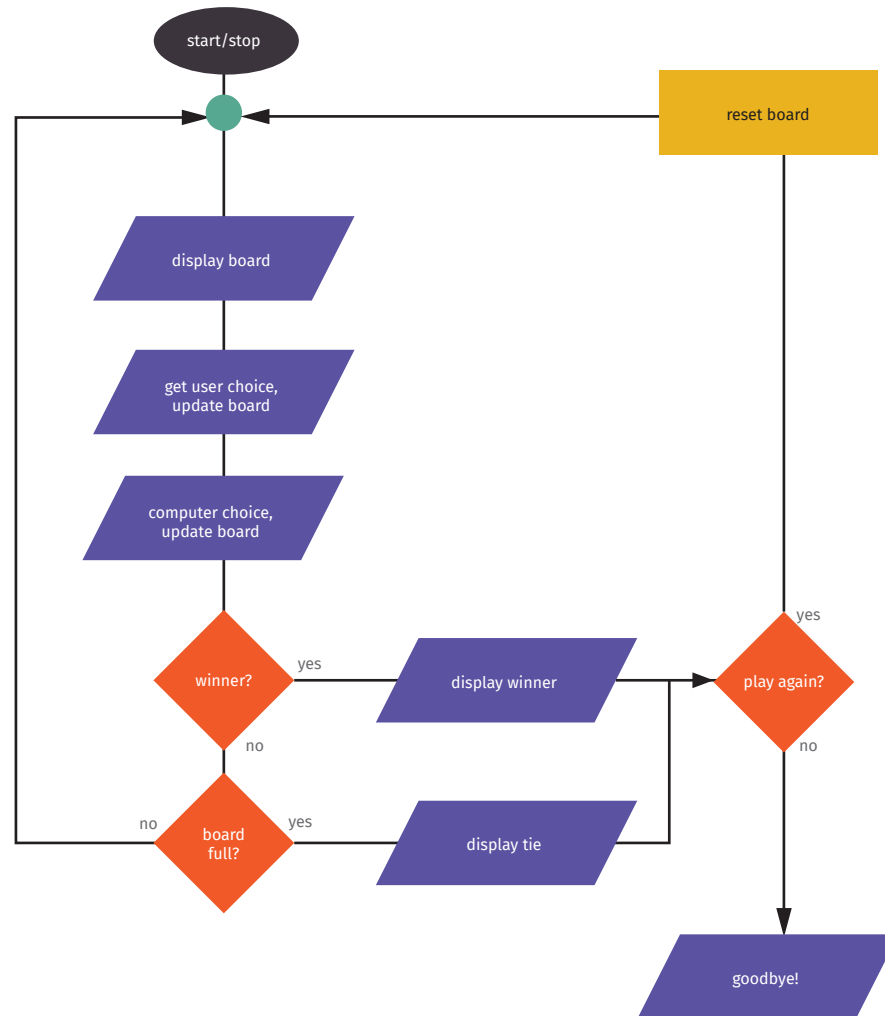 start/stop
reset board
display board
get user choice,
update board
computer choice,
update board
winner?
yes
no
display winner
play again?
yes
no
board
full?
no
yes
display tie
goodbye!